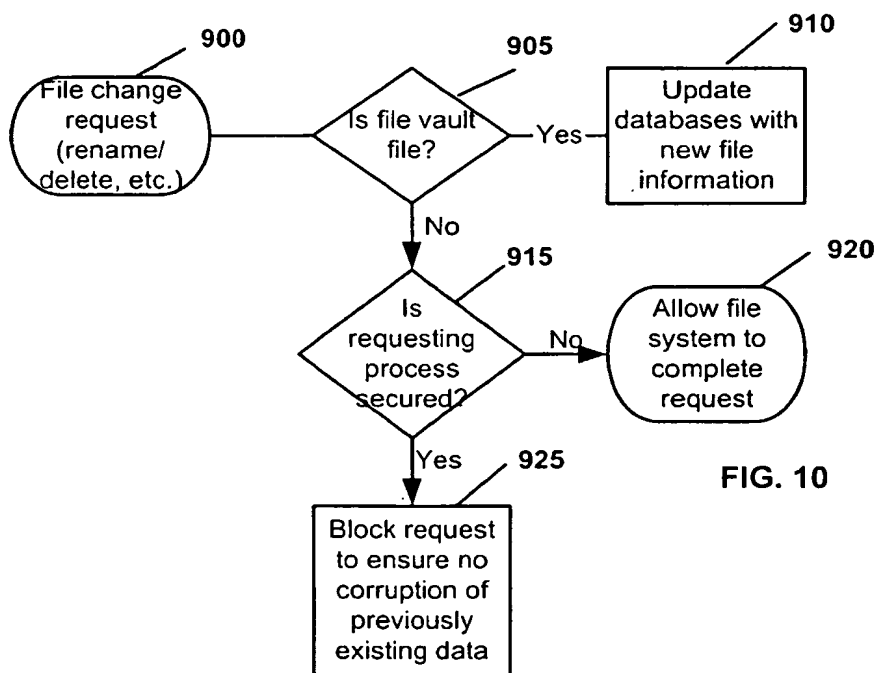 900
File change
request
(rename/
delete, etc.)
905
Is file vault
file?
Yes
910
Update
databases with
new file
information
No
915
Is
requesting
process
secured?
No
920
Allow file
system to
complete
request
Yes
925
Block request
to ensure no
corruption of
previously
existing data
FIG. 10